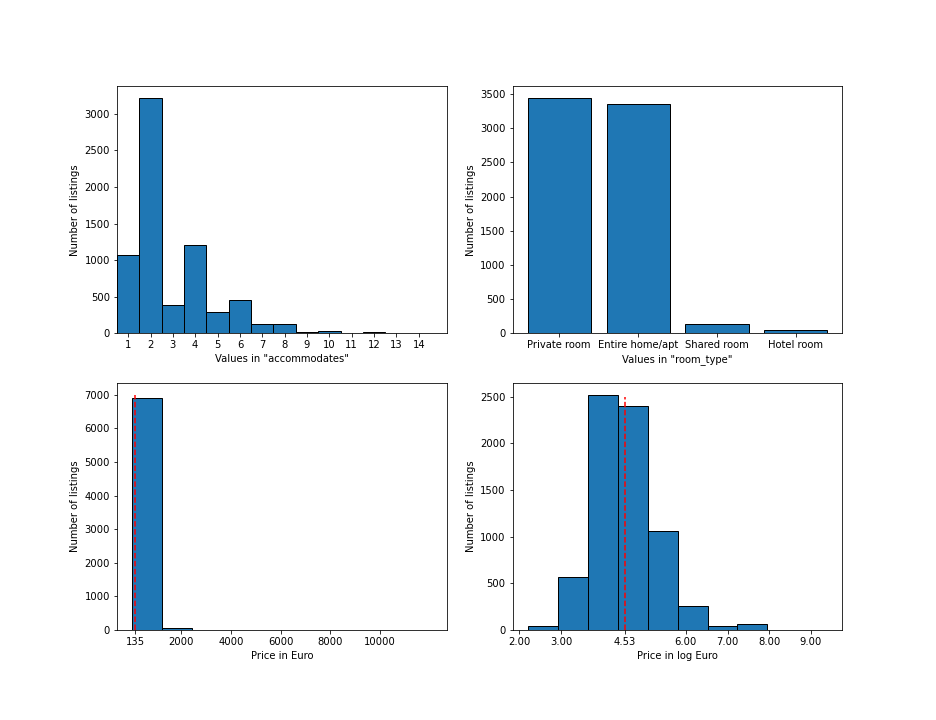 3000
2500
2000
1500
1000
500
0
Number of listings
1 2 3 4 5 6 7 8 9 10 11 12 13 14
Values in "accommodates"
3500
3000
2500
2000
1500
1000
500
0
Number of listings
Private room Entire home/apt Shared room Hotel room
Values in "room_type"
7000
6000
5000
4000
3000
2000
1000
0
Number of listings
135 2000 4000 6000 8000 10000
Price in Euro
2500
2000
1500
1000
500
0
Number of listings
2.00 3.00 4.53 6.00 7.00 8.00 9.00
Price in log Euro